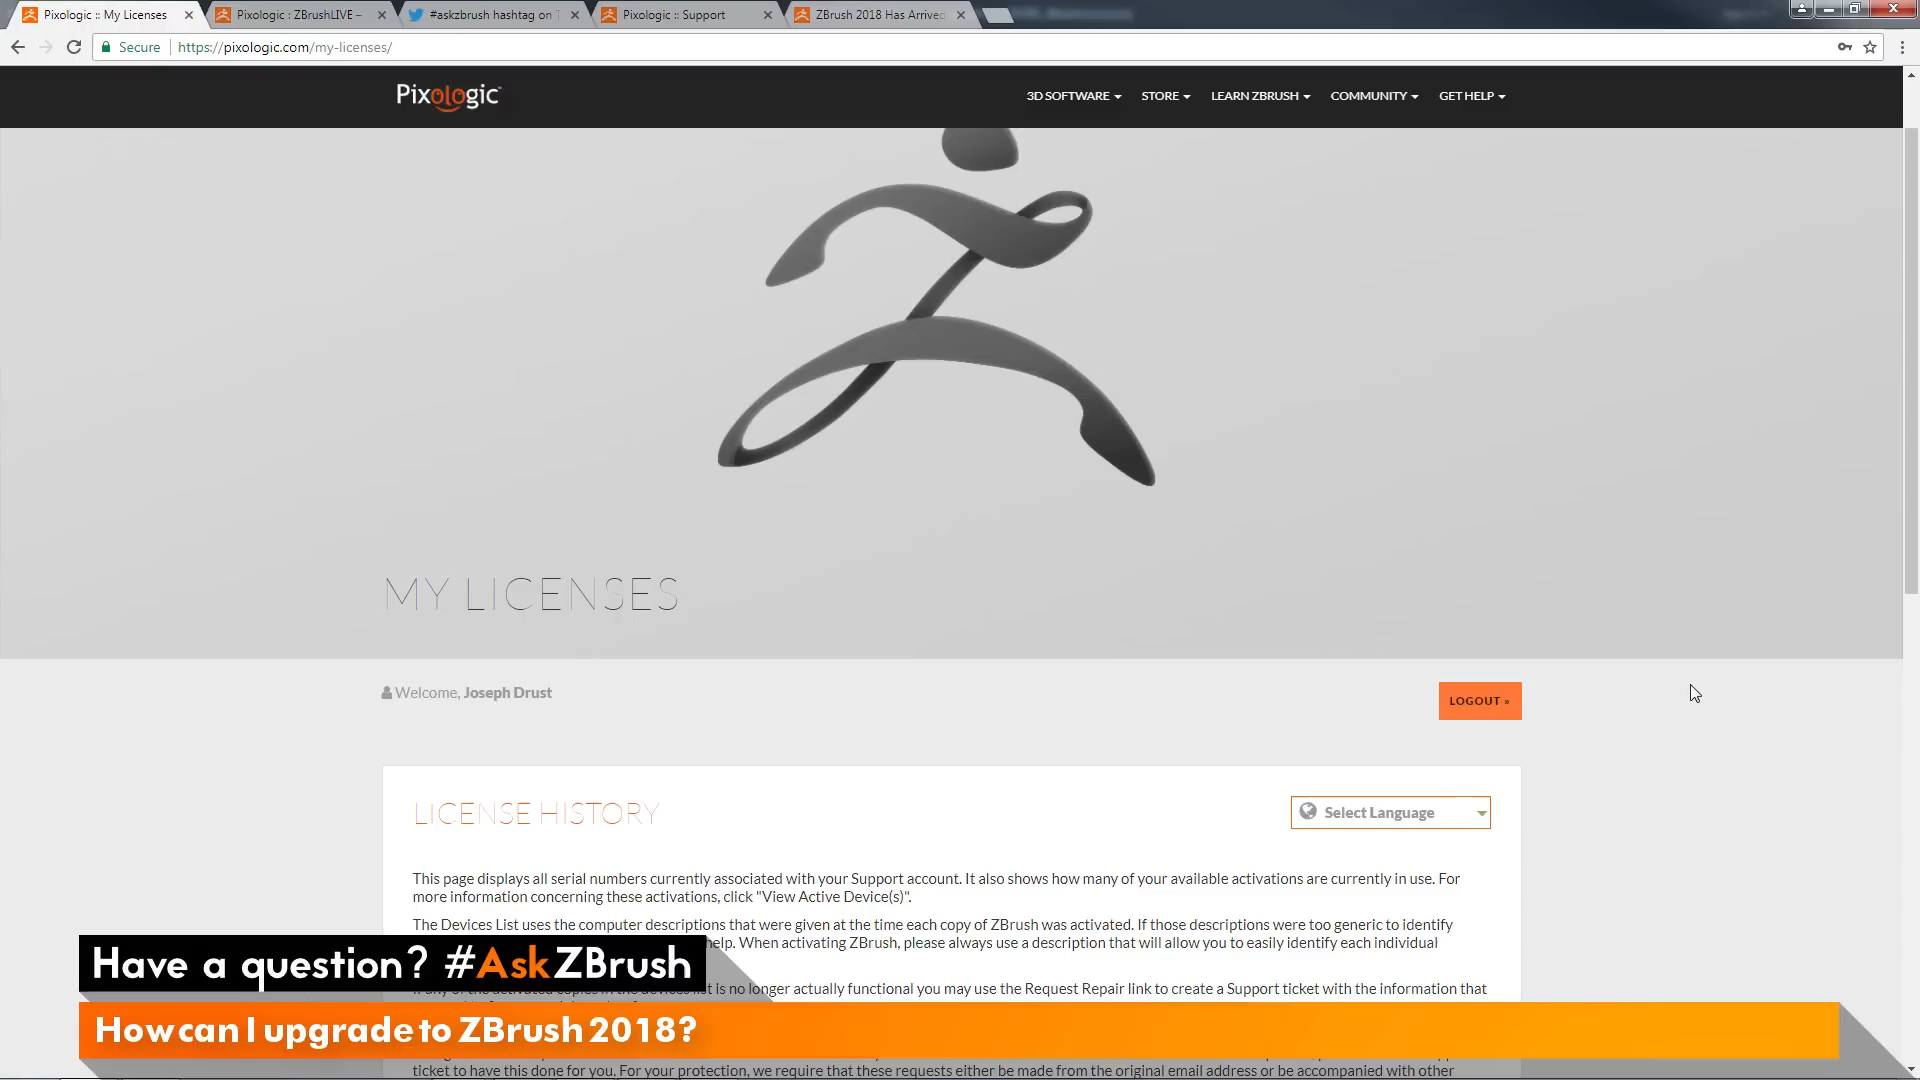 Pixologic :: My Licenses
Pixologic : ZBrushLIVE –
#askzbrush hashtag on T
Pixologic :: Support
ZBrush 2018 Has Arrived
Secure
https://pixologic.com/my-licenses/
Pixologic
3D SOFTWARE
STORE
LEARN ZBRUSH
COMMUNITY
GET HELP
MY LICENSES
Welcome, Joseph Drust
LOGOUT »
LICENSE HISTORY
Select Language
This page displays all serial numbers currently associated with your Support account. It also shows how many of your available activations are currently in use. For
more information concerning these activations, click "View Active Device(s)".
The Devices List uses the computer descriptions that were given at the time each copy of ZBrush was activated. If those descriptions were too generic to identify
help. When activating ZBrush, please always use a description that will allow you to easily identify each individual
Have a question? #AskZBrush
is no longer actually functional you may use the Request Repair link to create a Support ticket with the information that
How can I upgrade to ZBrush 2018?
ticket to have this done for you. For your protection, we require that these requests either be made from the original email address or be accompanied with other